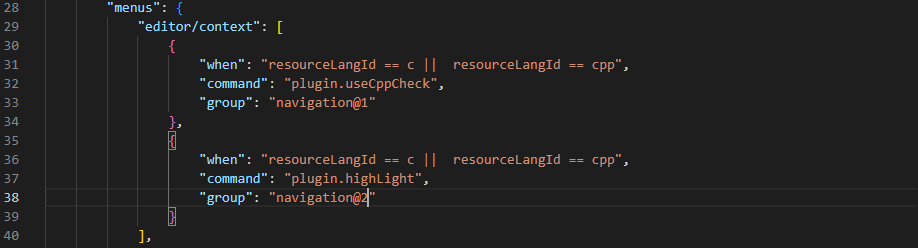 28 "menus": {
29 "editor/context": [
30 {
31 "when": "resourceLangId == c ||  resourceLangId == cpp",
32 "command": "plugin.useCppCheck",
33 "group": "navigation@1"
34 },
35 {
36 "when": "resourceLangId == c ||  resourceLangId == cpp",
37 "command": "plugin.highLight",
38 "group": "navigation@2"
39 }
40 ],